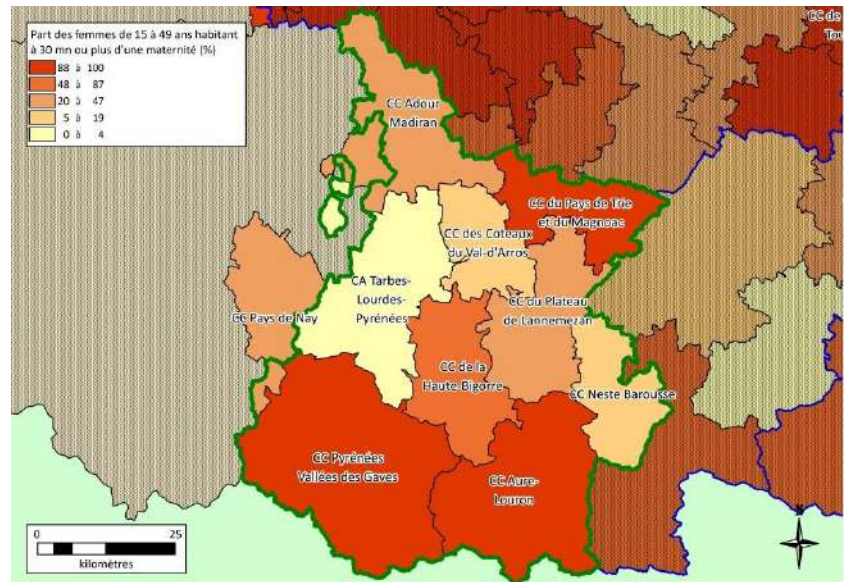 Part des femmes de 15 à 49 ans habitant
à 30 mn ou plus d'une maternité (%)
88 à 100
48 à 87
20 à 47
5 à 19
0 à 4
CC de
Tou
CC Adour
Madiran
CC du Pays de Trie
et du Magnoac
CC des Coteaux
du Val-d'Arros
CA Tarbes-
Lourdes-
Pyrénées
CC Pays de Nay
CC du Plateau
de Lannemezan
CC de la
Haute-Bigorre
CC Neste Barousse
CC Pyrénées
Vallées des Gaves
CC Aure-
Louron
0 25
kilomètres
N